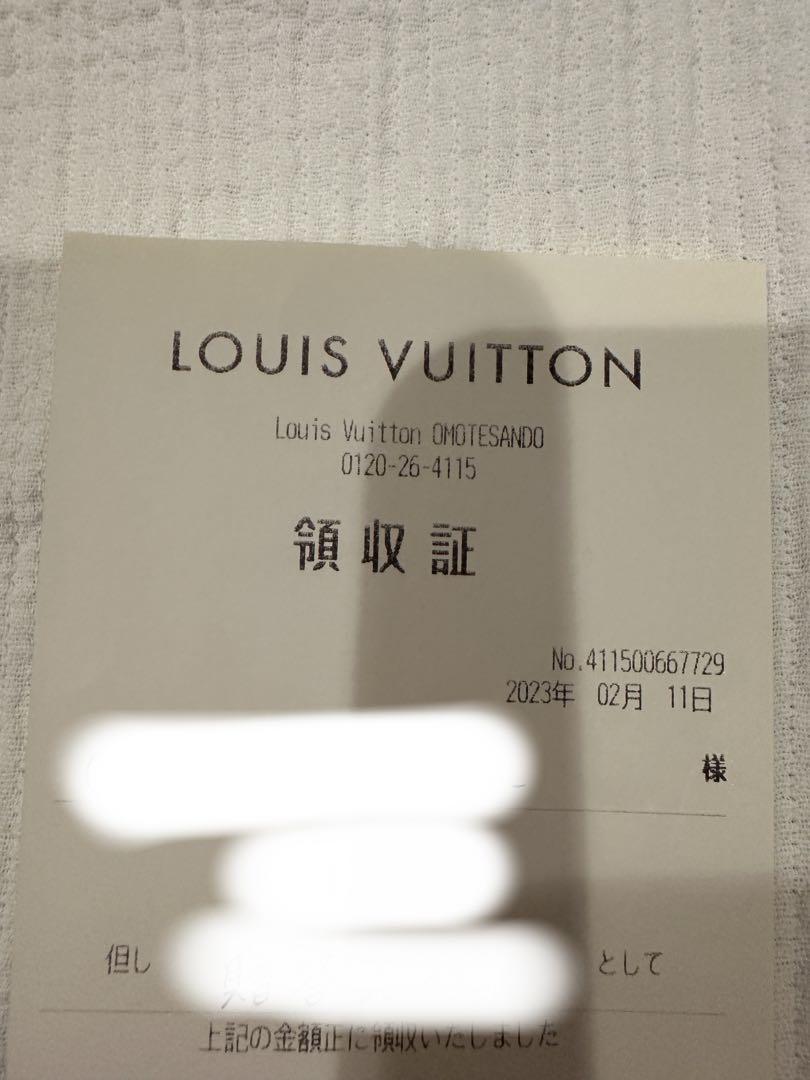 LOUIS VUITTON
Louis Vuitton OMOTESANDO
0120-26-4115
領収証
No.411500667729
2023年 02月 11日
様
但し として
上記の金額正に領収いたしました